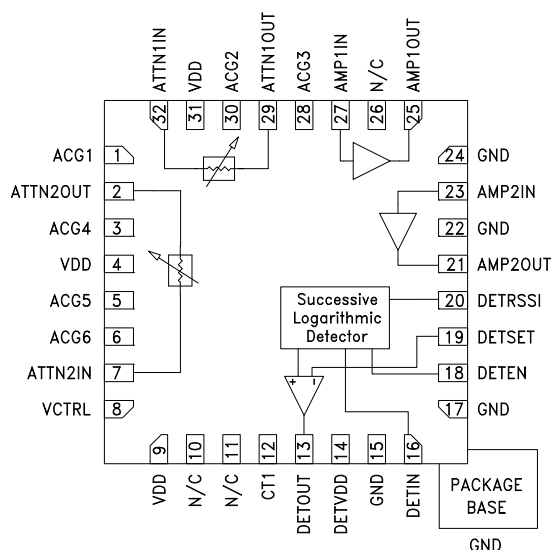 ATTN1IN
VDD
ACG2
ATTN1OUT
ACG3
AMP1IN
N/C
AMP1OUT
32
31
30
29
28
27
26
25
ACG1 1
ATTN2OUT 2
ACG4 3
VDD 4
ACG5 5
ACG6 6
ATTN2IN 7
VCTRL 8
24 GND
23 AMP2IN
22 GND
21 AMP2OUT
20 DETRSSI
19 DETSET
18 DETEN
17 GND
Successive
Logarithmic
Detector
+ −
9
10
11
12
13
14
15
16
VDD
N/C
N/C
CT1
DETOUT
DETVDD
GND
DETIN
PACKAGE
BASE
GND